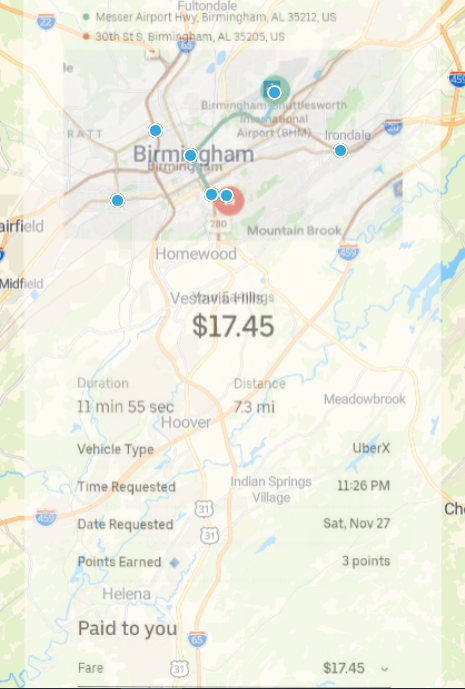 Fultondale
22
Messer Airport Hwy, Birmingham, AL 35212, US
30th St S, Birmingham, AL 35205, US
65
459
le
Birmingham-Shuttlesworth
International
Airport (BHM)
RATT
Irondale
20
Birmingham
Birmingham
280
Mountain Brook
airfield
Homewood
459
Midfield
Vestavia Hills
$17.45
Duration
Distance
11 min 55 sec
7.3 mi
Meadowbrook
Hoover
Vehicle Type
UberX
Time Requested
11:26 PM
Indian Springs
Village
31
459
Che
Date Requested
Sat, Nov 27
31
Points Earned
3 points
Helena
Paid to you
65
Fare
$17.45
31